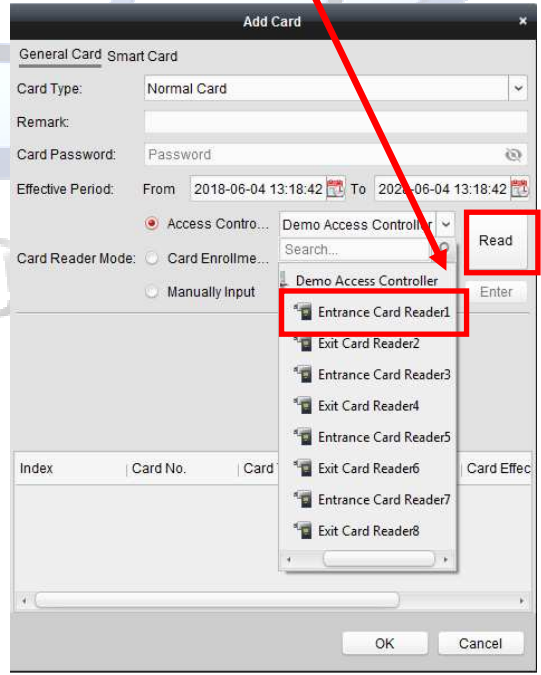 Add Card
General Card Smart Card
Card Type: Normal Card
Remark:
Card Password: Password
Effective Period: From 2018-06-04 13:18:42 To 2028-06-04 13:18:42
Access Contro... Demo Access Controller
Read
Search...
Card Reader Mode: Card Enrollme...
Demo Access Controller
Manually Input Enter
Entrance Card Reader1
Exit Card Reader2
Entrance Card Reader3
Exit Card Reader4
Entrance Card Reader5
Index Card No. Card Exit Card Reader6 Card Effec
Entrance Card Reader7
Exit Card Reader8
OK Cancel